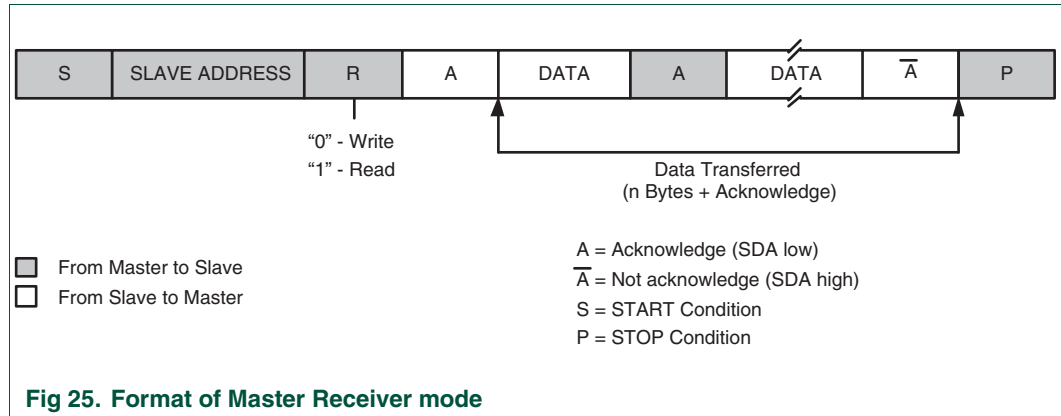 S SLAVE ADDRESS R A DATA A DATA A̅ P
“0” - Write
“1” - Read
Data Transferred
(n Bytes + Acknowledge)
From Master to Slave
From Slave to Master
A = Acknowledge (SDA low)
A̅ = Not acknowledge (SDA high)
S = START Condition
P = STOP Condition
Fig 25. Format of Master Receiver mode